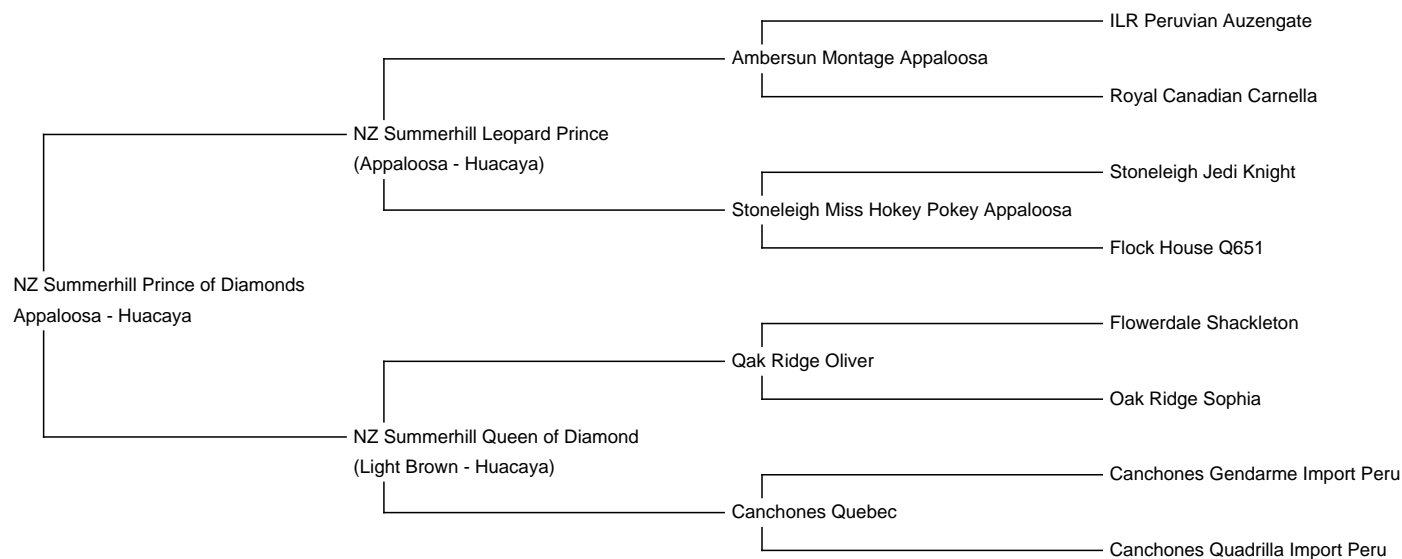 ILR Peruvian Auzengate
Ambersun Montage Appaloosa
Royal Canadian Carnella
NZ Summerhill Leopard Prince
(Appaloosa - Huacaya)
Stoneleigh Jedi Knight
Stoneleigh Miss Hokey Pokey Appaloosa
Flock House Q651
NZ Summerhill Prince of Diamonds
Appaloosa - Huacaya
Flowerdale Shackleton
Qak Ridge Oliver
Oak Ridge Sophia
NZ Summerhill Queen of Diamond
(Light Brown - Huacaya)
Canchones Gendarme Import Peru
Canchones Quebec
Canchones Quadrilla Import Peru